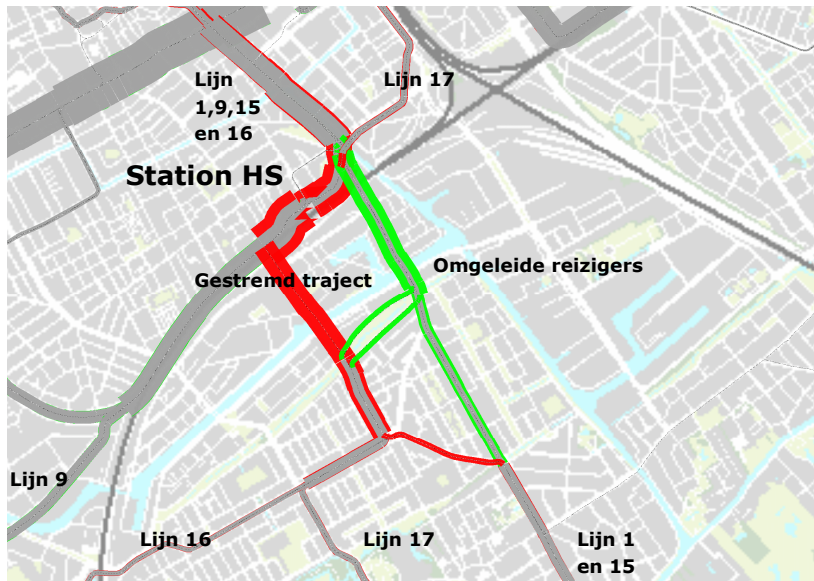 Lijn
1,9,15
en 16
Lijn 17
Station HS
Omgeleide reizigers
Gestremd traject
Lijn 9
Lijn 16
Lijn 17
Lijn 1
en 15